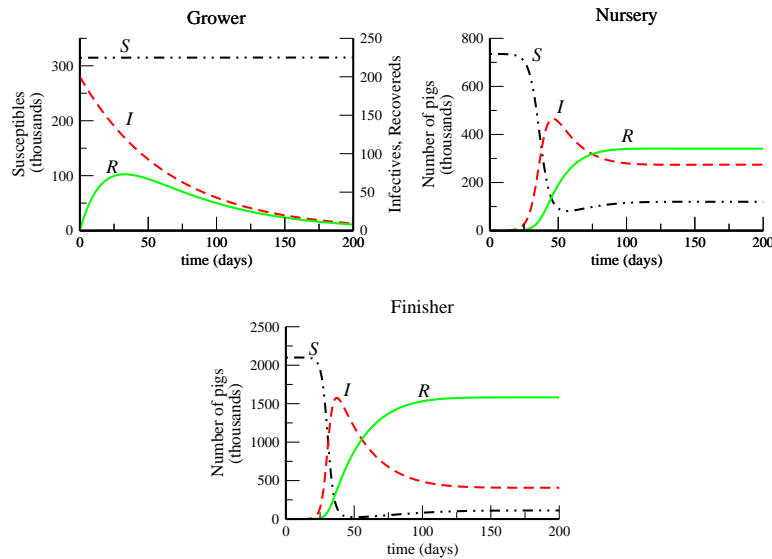 Grower
S
I
R
300
200
100
0
250
200
150
100
50
0
0
50
100
150
200
Susceptibles
(thousands)
Infectives, Recovereds
time (days)
Nursery
S
I
R
800
600
400
200
0
0
50
100
150
200
Number of pigs
(thousands)
time (days)
Finisher
S
I
R
2500
2000
1500
1000
500
0
0
50
100
150
200
Number of pigs
(thousands)
time (days)